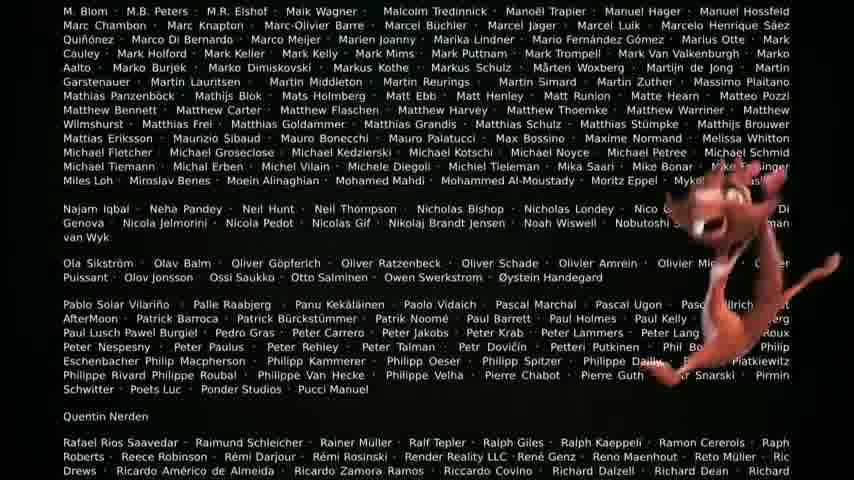 M. Blom · M.B. Peters · M.R. Elshof · Maik Wagner · Malcolm Tredinnick · Manoël Trapier · Manuel Hager · Manuel Hossfeld
Marc Chambon · Marc Knapton · Marc-Olivier Barre · Marcel Büchler · Marcel Jager · Marcel Luik · Marcelo Henrique Sáez
Quiñónez · Marco Di Bernardo · Marco Meijer · Marien Joanny · Marika Lindner · Mario Fernández Gómez · Marius Otte · Mark
Cauley · Mark Holford · Mark Keller · Mark Kelly · Mark Mims · Mark Puttnam · Mark Trompell · Mark Van Valkenburgh · Marko
Aalto · Marko Burjek · Marko Dimiskovski · Markus Kothe · Markus Schulz · Mårten Woxberg · Martijn de Jong · Martin
Garstenauer · Martin Lauritsen · Martin Middleton · Martin Reurings · Martin Simard · Martin Zuther · Massimo Plaitano
Mathias Panzenböck · Mathijs Blok · Mats Holmberg · Matt Ebb · Matt Henley · Matt Runion · Matte Hearn · Matteo Pozzi
Matthew Bennett · Matthew Carter · Matthew Flaschen · Matthew Harvey · Matthew Thoemke · Matthew Warriner · Matthew
Wilmshurst · Matthias Frei · Matthias Goldammer · Matthias Grandis · Matthias Schulz · Matthias Stümpke · Matthijs Brouwer
Mattias Eriksson · Maurizio Sibaud · Mauro Bonecchi · Mauro Paiatucci · Max Bossino · Maxime Normand · Melissa Whitton
Michael Fletcher · Michael Groseclose · Michael Kedzierski · Michael Kotschi · Michael Noyce · Michael Petree · Michael Schmid
Michael Tiemann · Michal Erben · Michel Vilain · Michele Diegoli · Michiel Tieleman · Mika Saari · Mike Bonar · Mike
Miles Loh · Miroslav Benes · Moein Alinaghian · Mohamed Mahdi · Mohammed Al-Moustady · Moritz Eppel
Najam Iqbal · Neha Pandey · Neil Hunt · Neil Thompson · Nicholas Bishop · Nicholas Londey · Nico Di
Genova · Nicola Jelmorini · Nicola Pedot · Nicolas Gif · Nikolaj Brandt Jensen · Noah Wiswell · Nobutoshi
van Wyk
Ola Sikström · Olav Balm · Oliver Göpferich · Oliver Ratzenbeck · Oliver Schade · Olivier Amrein · Olivier
Puissant · Olov Jonsson · Ossi Saukko · Otto Salminen · Owen Swerkstrom · Øystein Handegard
Pablo Solar Vilariño · Palle Raabjerg · Panu Kekäläinen · Paolo Vidaich · Pascal Marchal · Pascal Ugon
AfterMoon · Patrick Barroca · Patrick Bürckstümmer · Patrik Noomé · Paul Barrett · Paul Holmes · Paul Kelly
Paul Lusch Pawel Burgiel · Pedro Gras · Peter Carrero · Peter Jakobs · Peter Krab · Peter Lammers · Peter Lang
Peter Nespesny · Peter Paulus · Peter Rehley · Peter Talman · Petr Dovičín · Petteri Putkinen · Phil Philip
Eschenbacher Philip Macpherson · Philipp Kammerer · Philipp Oeser · Philipp Spitzer · Philippe
Philippe Rivard Philippe Roubal · Philippe Van Hecke · Philippe Velha · Pierre Chabot · Pierre Guth Snarski · Pirmin
Schwitter · Poets Luc · Ponder Studios · Pucci Manuel
Quentin Nerden
Rafael Rios Saavedar · Raimund Schleicher · Rainer Müller · Ralf Tepler · Ralph Giles · Ralph Kaeppeli · Ramon Cererols · Raph
Roberts · Reece Robinson · Rémi Darjour · Rémi Rosinski · Render Reality LLC · René Genz · Reno Maenhout · Reto Müller · Ric
Drews · Ricardo Américo de Almeida · Ricardo Zamora Ramos · Riccardo Covino · Richard Dalzell · Richard Dean · Richard